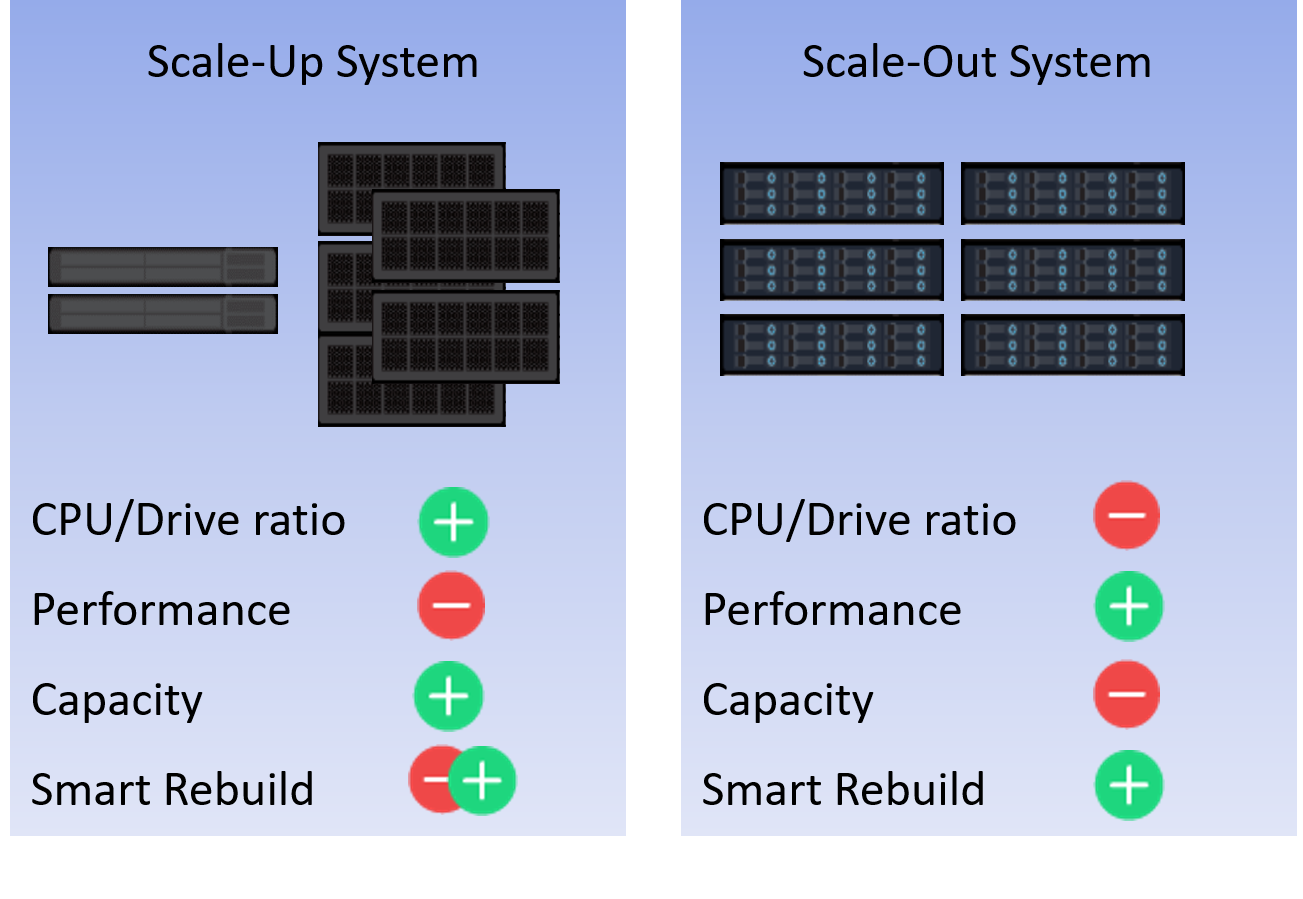 Scale-Up System
CPU/Drive ratio
Performance
Capacity
Smart Rebuild
Scale-Out System
CPU/Drive ratio
Performance
Capacity
Smart Rebuild